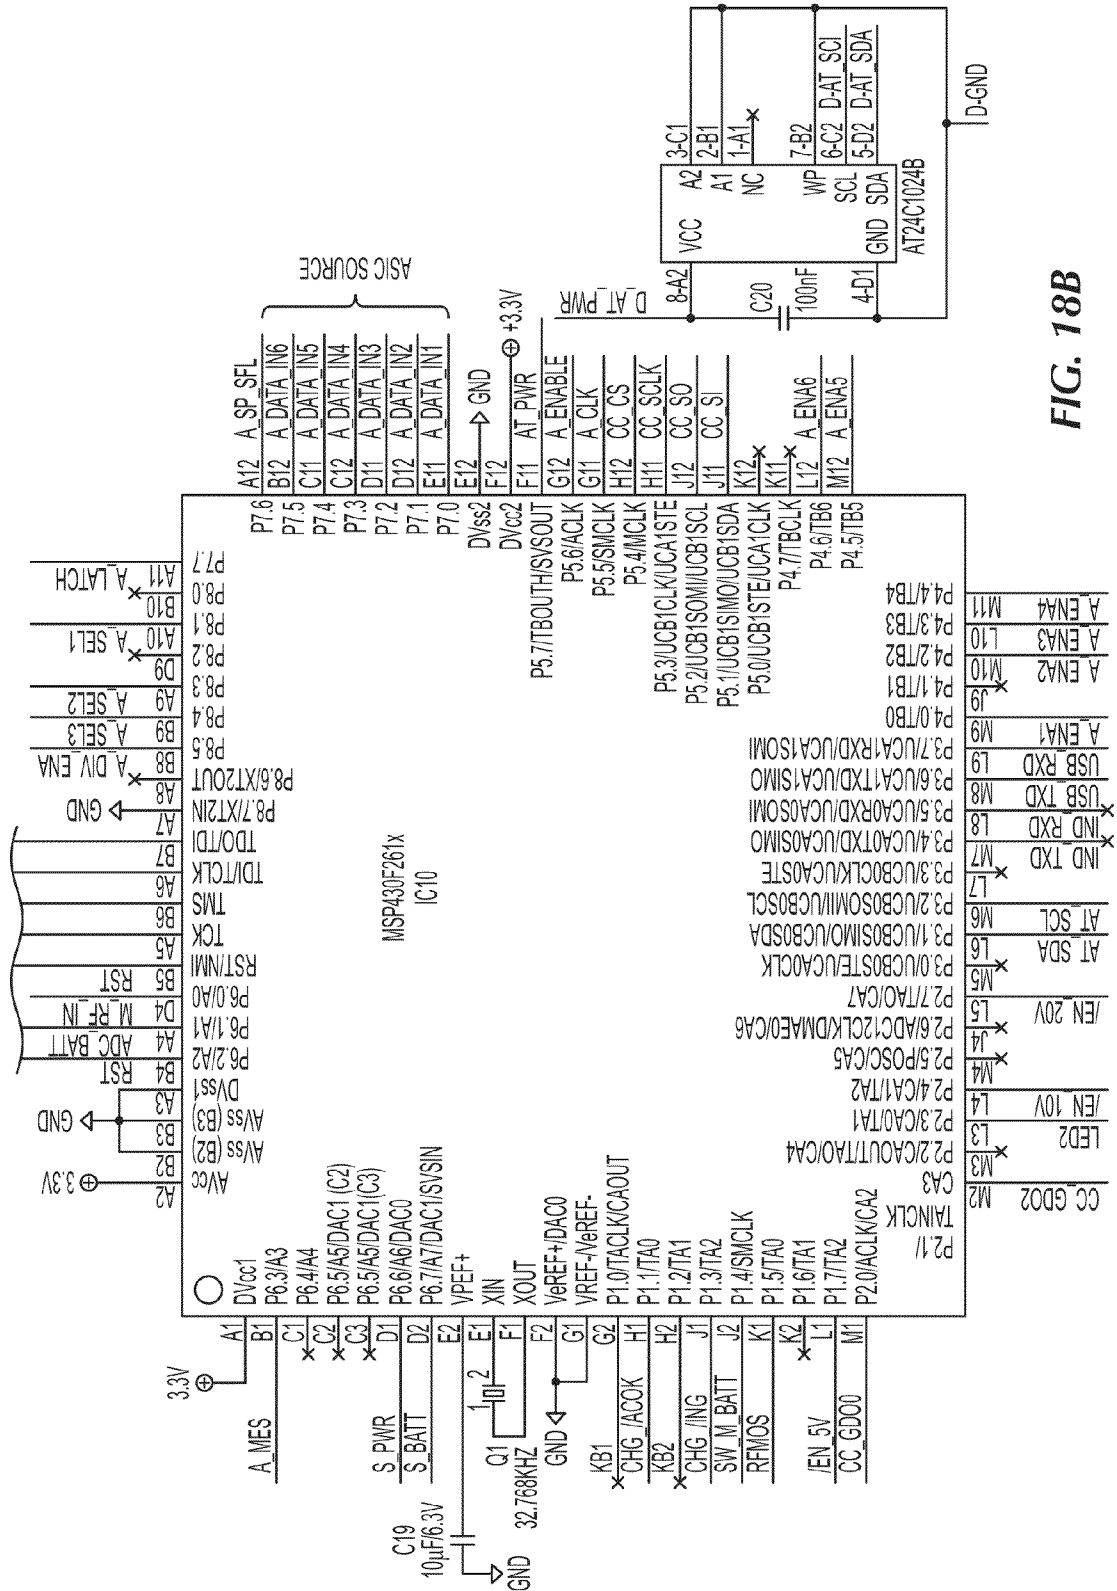 FIG. 18B
MSP430F261x
IC10
3.3V
A1 DVcc1
A_MES B1 P6.3/A3
C1 P6.4/A4
C2 P6.5/A5/DAC1 (C2)
C3 P6.5/A5/DAC1(C3)
S_PWR D1 P6.6/A6/DAC0
S_BATT D2 P6.7/A7/DAC1/SVSIN
C19
10µF/6.3V
GND
E2 VPEF+
E1 XIN
F1 XOUT
1 2
Q1
32.768KHZ
GND
F2 VeREF+/DAC0
G1 VREF-/VeREF-
KB1 G2 P1.0/TACLK/CAOUT
CHG_/ACOK H1 P1.1/TA0
KB2 H2 P1.2/TA1
CHG_/ING J1 P1.3/TA2
SW_M_BATT J2 P1.4/SMCLK
RFMOS K1 P1.5/TA0
K2 P1.6/TA1
/EN_5V L1 P1.7/TA2
CC_GDO0 M1 P2.0/ACLK/CA2
3.3V A2 AVcc
GND
B2 AVss (B2)
B3 AVss (B3)
A3 DVss1
RST B4 P6.2/A2
ADC_BATT A4 P6.1/A1
M_RF_IN D4 P6.0/A0
RST B5 RST/NMI
A5 TCK
B6 TMS
A6 TDI/TCLK
B7 TDO/TDI
GND A7 P8.7/XT2IN
A8 P8.6/XT2OUT
A_DIV_ENA B8 P8.5
A_SEL3 B9 P8.4
A_SEL2 A9 P8.3
D9 P8.2
A_SEL1 A10 P8.1
B10 P8.0
A_LATCH A11 P7.7
P7.6 A12 A_SP_SFL
P7.5 B12 A_DATA_IN6
P7.4 C11 A_DATA_IN5
P7.3 C12 A_DATA_IN4
P7.2 D11 A_DATA_IN3
P7.1 D12 A_DATA_IN2
P7.0 E11 A_DATA_IN1
ASIC SOURCE
DVss2 E12 GND
DVcc2 F12 +3.3V
P5.7/TBOUTH/SVSOUT F11 AT_PWR
P5.6/ACLK G12 A_ENABLE
P5.5/SMCLK G11 A_CLK
P5.4/MCLK H12 CC_CS
P5.3/UCB1CLK/UCA1STE H11 CC_SCLK
P5.2/UCB1SOMI/UCB1SCL J12 CC_SO
P5.1/UCB1SIMO/UCB1SDA J11 CC_SI
P5.0/UCB1STE/UCA1CLK K12
P4.7/TBCLK K11
P4.6/TB6 L12 A_ENA6
P4.5/TB5 M12 A_ENA5
P2.1/
TAINCLK
CA3 M2 CC_GDO2
P2.2/CAOUT/TAO/CA4 M3
P2.3/CA0/TA1 L3 LED2
P2.4/CA1/TA2 L4 /EN_10V
P2.5/POSC/CA5 M4
P2.6/ADC12CLK/DMAE0/CA6 J4
P2.7/TAO/CA7 L5 /EN_20V
P3.0/UCB0STE/UCA0CLK M5
P3.1/UCB0SIMO/UCB0SDA L6 AT_SDA
P3.2/UCB0SOMII/UCB0SCL M6 AT_SCL
P3.3/UCB0CLK/UCA0STE L7
P3.4/UCA0TXD/UCA0SIMO M7 IND_TXD
P3.5/UCA0RXD/UCA0SOMI L8 IND_RXD
P3.6/UCA1TXD/UCA1SIMO M8 USB_TXD
P3.7/UCA1RXD/UCA1SOMI L9 USB_RXD
P4.0/TB0 M9 A_ENA1
P4.1/TB1 J9
P4.2/TB2 M10 A_ENA2
P4.3/TB3 L10 A_ENA3
P4.4/TB4 M11 A_ENA4
D_AT_PWR
C20
100nF
8-A2 VCC
4-D1 GND
A2 3-C1
A1 2-B1
NC 1-A1
WP 7-B2
SCL 6-C2 D-AT_SCl
SDA 5-D2 D-AT_SDA
AT24C1024B
D-GND